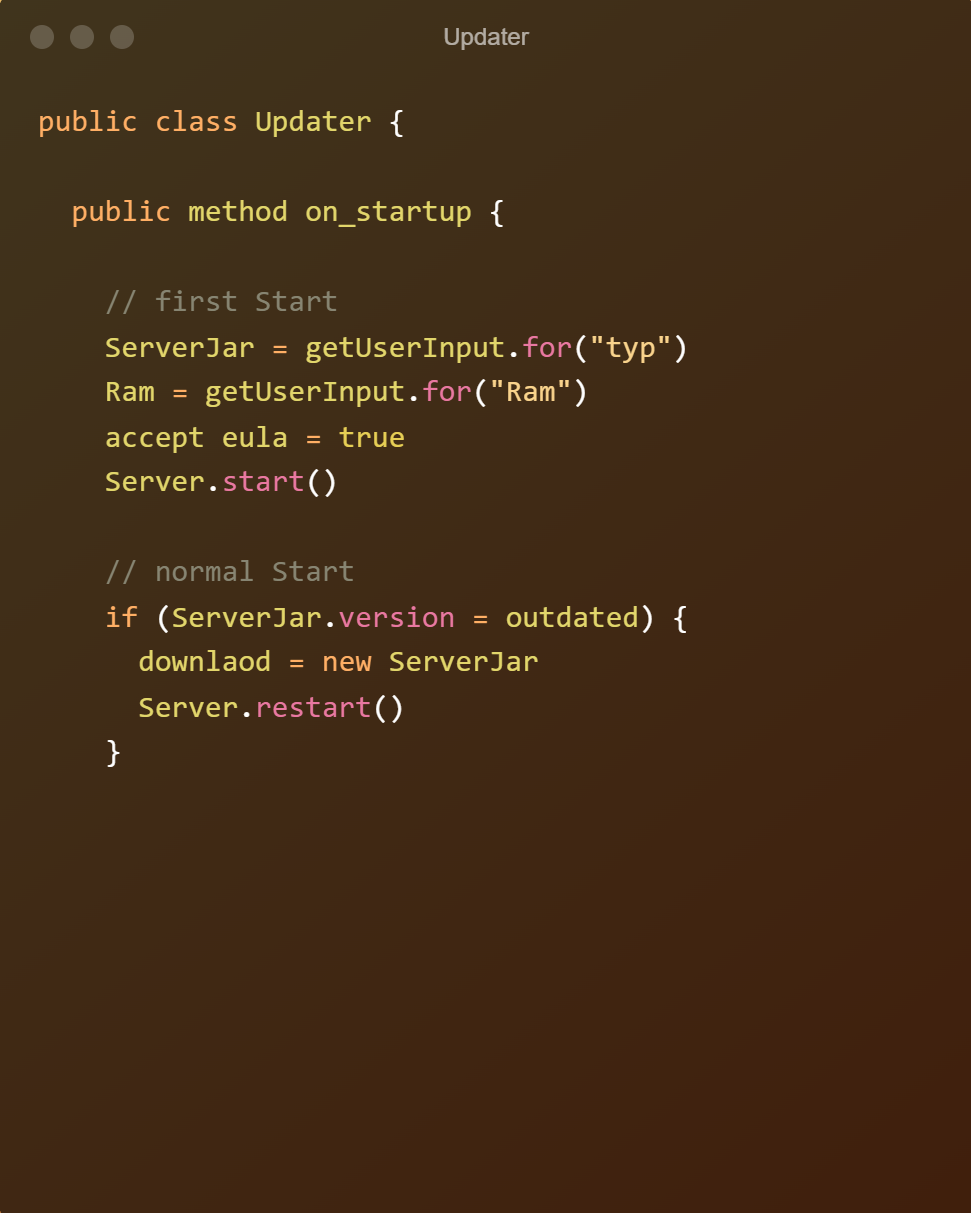 Updater
public class Updater {
public method on_startup {
// first Start
ServerJar = getUserInput.for("typ")
Ram = getUserInput.for("Ram")
accept eula = true
Server.start()
// normal Start
if (ServerJar.version = outdated) {
downlaod = new ServerJar
Server.restart()
}